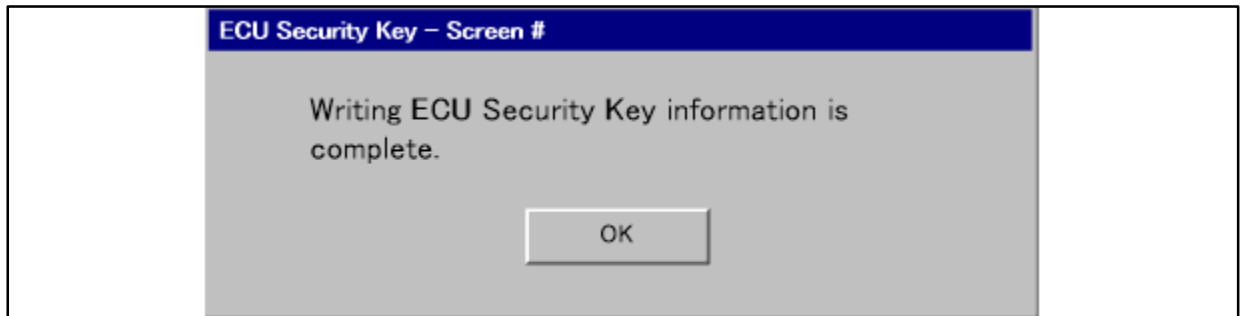 ECU Security Key – Screen #
Writing ECU Security Key information is
complete.
OK